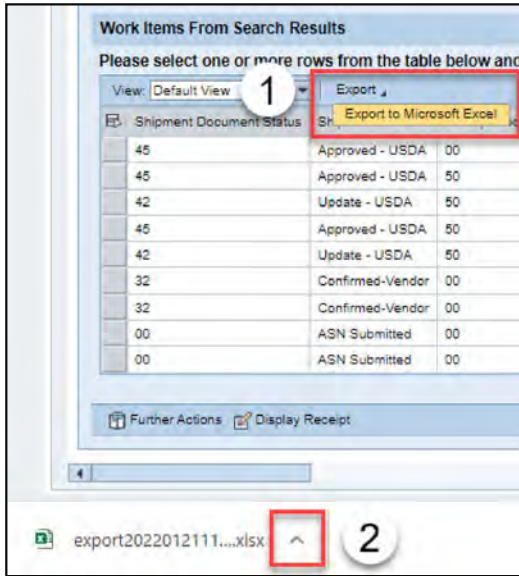 Work Items From Search Results
Please select one or more rows from the table below and
View: Default View 1 Export
Export to Microsoft Excel
Shipment Document Status
45 Approved - USDA 00
45 Approved - USDA 50
42 Update - USDA 50
45 Approved - USDA 50
42 Update - USDA 50
32 Confirmed-Vendor 00
32 Confirmed-Vendor 00
00 ASN Submitted 00
00 ASN Submitted 00
Further Actions Display Receipt
export2022012111....xlsx 2